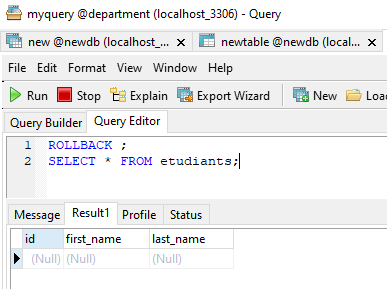 myquery @department (localhost_3306) - Query
new @newdb (localhost_... × newtable @newdb (local... ×
File Edit Format View Window Help
Run Stop Explain Export Wizard New Loa
Query Builder Query Editor
1 ROLLBACK ;
2 SELECT * FROM etudiants;
Message Result1 Profile Status
id first_name last_name
(Null) (Null) (Null)